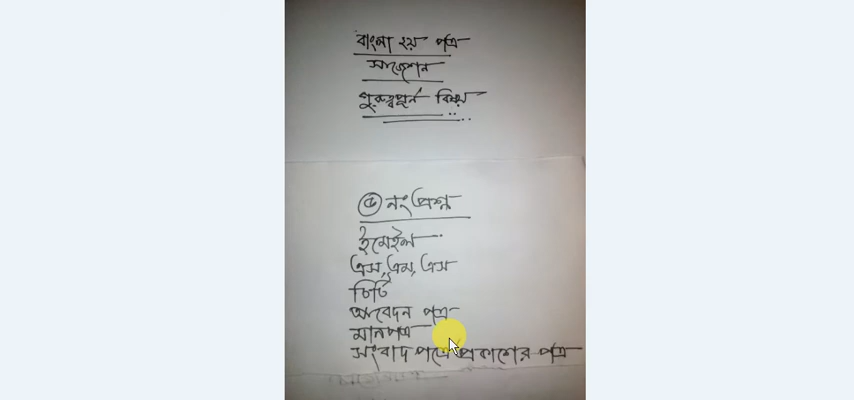 বাংলা ২য় পত্র
সাজেশন
গুরুত্বপূর্ন বিষয়
৫ নং প্রশ্ন
ইমেইল
এস,এম,এস
চিঠি
আবেদন পত্র
মানপত্র
সংবাদ পত্রে প্রকাশের পত্র